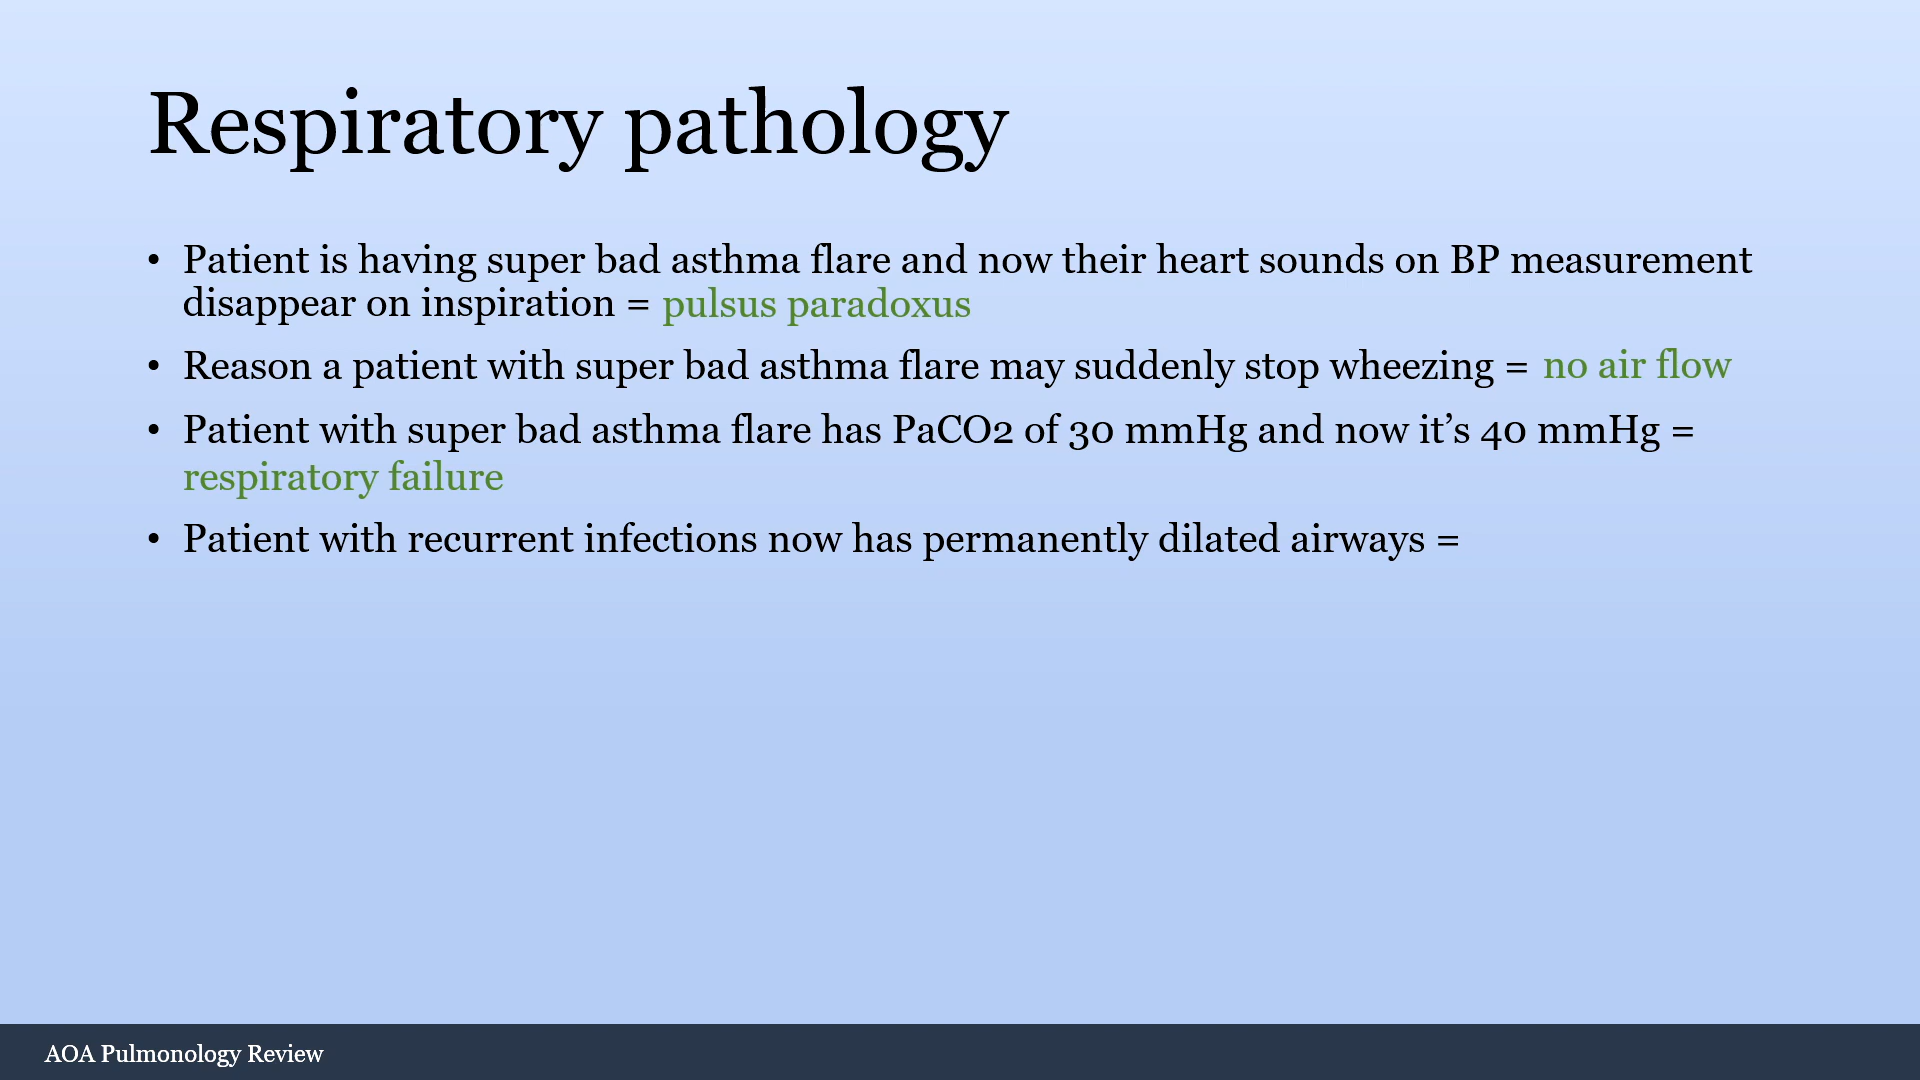 Respiratory pathology
• Patient is having super bad asthma flare and now their heart sounds on BP measurement
disappear on inspiration = pulsus paradoxus
• Reason a patient with super bad asthma flare may suddenly stop wheezing = no air flow
• Patient with super bad asthma flare has PaCO2 of 30 mmHg and now it’s 40 mmHg =
respiratory failure
• Patient with recurrent infections now has permanently dilated airways =
AOA Pulmonology Review